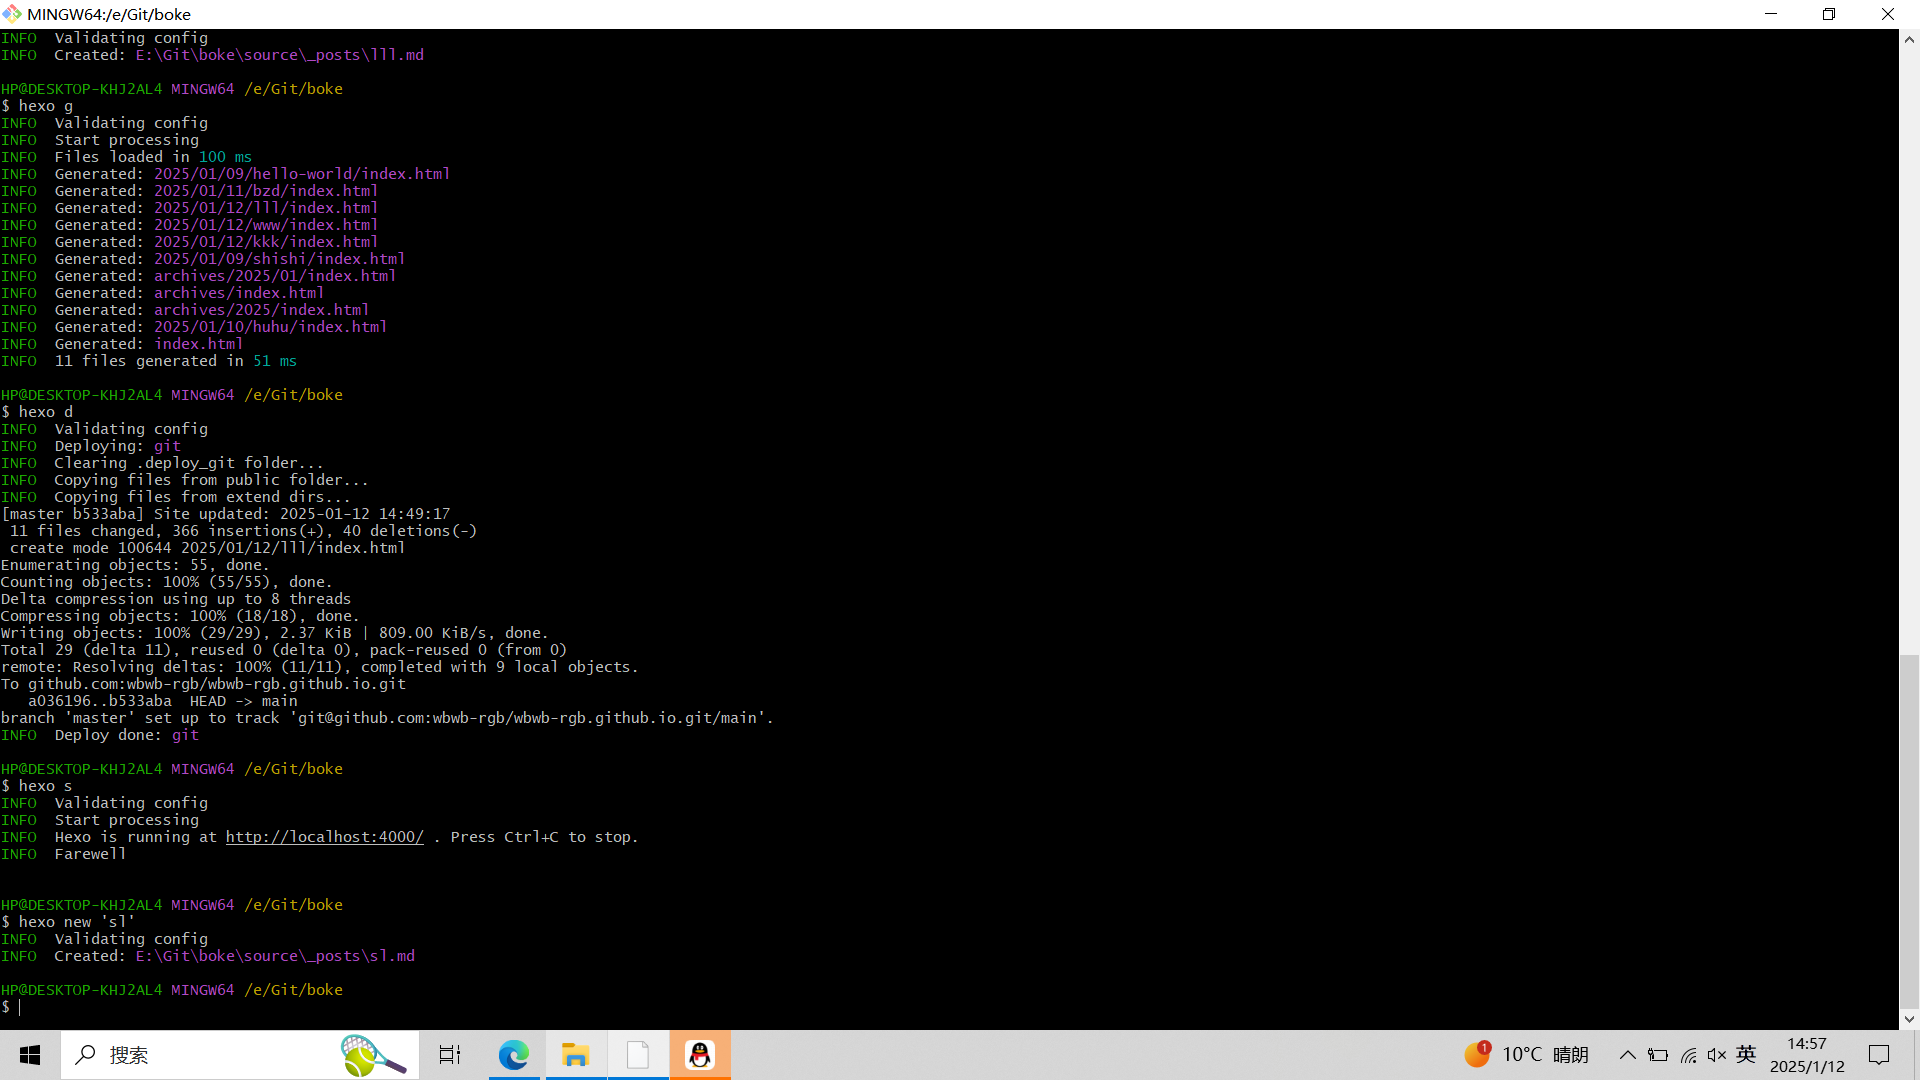 MINGW64:/e/Git/boke
INFO  Validating config
INFO  Created: E:\Git\boke\source\_posts\lll.md
HP@DESKTOP-KHJ2AL4 MINGW64 /e/Git/boke
$ hexo g
INFO  Validating config
INFO  Start processing
INFO  Files loaded in 100 ms
INFO  Generated: 2025/01/09/hello-world/index.html
INFO  Generated: 2025/01/11/bzd/index.html
INFO  Generated: 2025/01/12/lll/index.html
INFO  Generated: 2025/01/12/www/index.html
INFO  Generated: 2025/01/12/kkk/index.html
INFO  Generated: 2025/01/09/shishi/index.html
INFO  Generated: archives/2025/01/index.html
INFO  Generated: archives/index.html
INFO  Generated: archives/2025/index.html
INFO  Generated: 2025/01/10/huhu/index.html
INFO  Generated: index.html
INFO  11 files generated in 51 ms
HP@DESKTOP-KHJ2AL4 MINGW64 /e/Git/boke
$ hexo d
INFO  Validating config
INFO  Deploying: git
INFO  Clearing .deploy_git folder...
INFO  Copying files from public folder...
INFO  Copying files from extend dirs...
[master b533aba] Site updated: 2025-01-12 14:49:17
 11 files changed, 366 insertions(+), 40 deletions(-)
 create mode 100644 2025/01/12/lll/index.html
Enumerating objects: 55, done.
Counting objects: 100% (55/55), done.
Delta compression using up to 8 threads
Compressing objects: 100% (18/18), done.
Writing objects: 100% (29/29), 2.37 KiB | 809.00 KiB/s, done.
Total 29 (delta 11), reused 0 (delta 0), pack-reused 0 (from 0)
remote: Resolving deltas: 100% (11/11), completed with 9 local objects.
To github.com:wbwb-rgb/wbwb-rgb.github.io.git
   a036196..b533aba  HEAD -> main
branch 'master' set up to track 'git@github.com:wbwb-rgb/wbwb-rgb.github.io.git/main'.
INFO  Deploy done: git
HP@DESKTOP-KHJ2AL4 MINGW64 /e/Git/boke
$ hexo s
INFO  Validating config
INFO  Start processing
INFO  Hexo is running at http://localhost:4000/ . Press Ctrl+C to stop.
INFO  Farewell
HP@DESKTOP-KHJ2AL4 MINGW64 /e/Git/boke
$ hexo new 'sl'
INFO  Validating config
INFO  Created: E:\Git\boke\source\_posts\sl.md
HP@DESKTOP-KHJ2AL4 MINGW64 /e/Git/boke
$
搜索
1
10°C 晴朗
英
14:57
2025/1/12